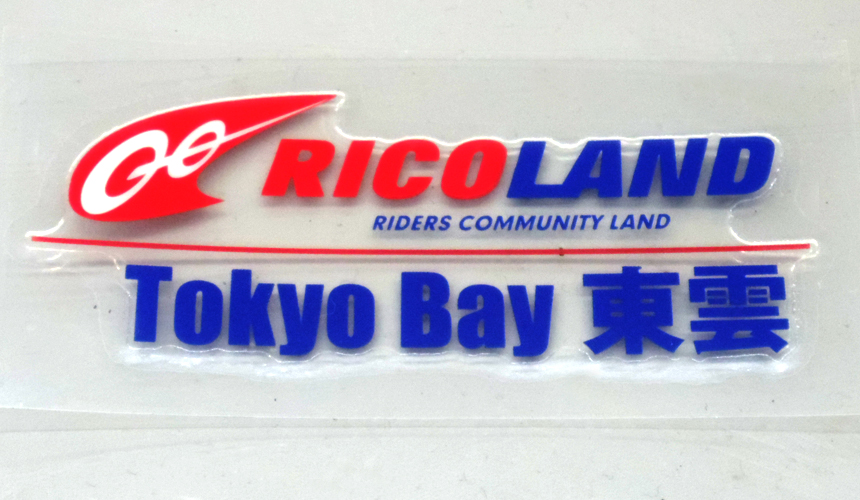 RICOLAND
RIDERS COMMUNITY LAND
Tokyo Bay 東雲